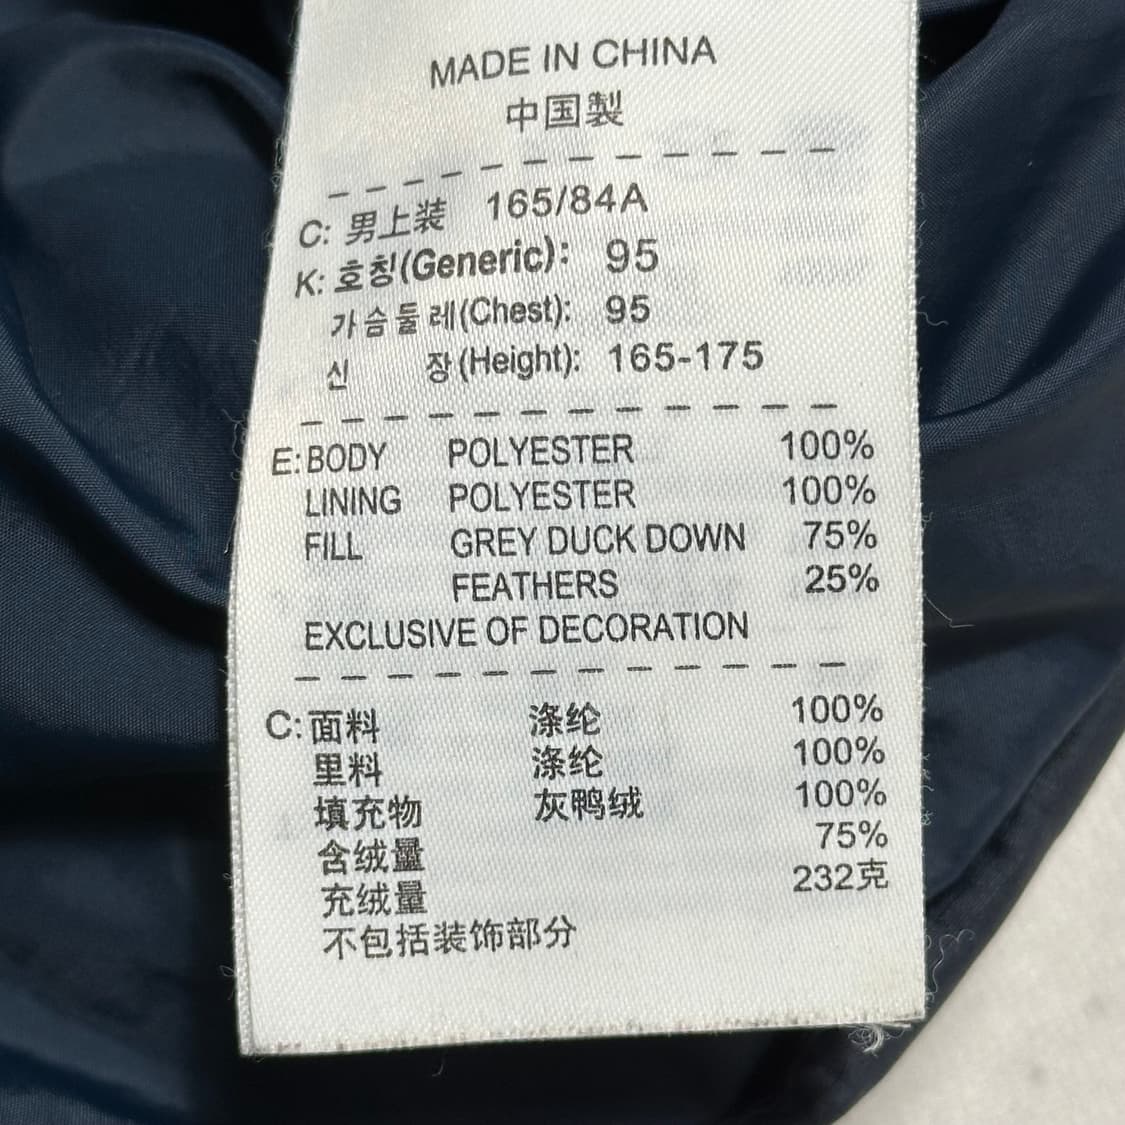 MADE IN CHINA
中国製
C: 男上装 165/84A
K: 호칭(Generic): 95
가슴둘레(Chest): 95
신 장(Height): 165-175
E: BODY POLYESTER 100%
LINING POLYESTER 100%
FILL GREY DUCK DOWN 75%
FEATHERS 25%
EXCLUSIVE OF DECORATION
C: 面料 涤纶 100%
里料 涤纶 100%
填充物 灰鸭绒 100%
含绒量 75%
充绒量 232克
不包括装饰部分